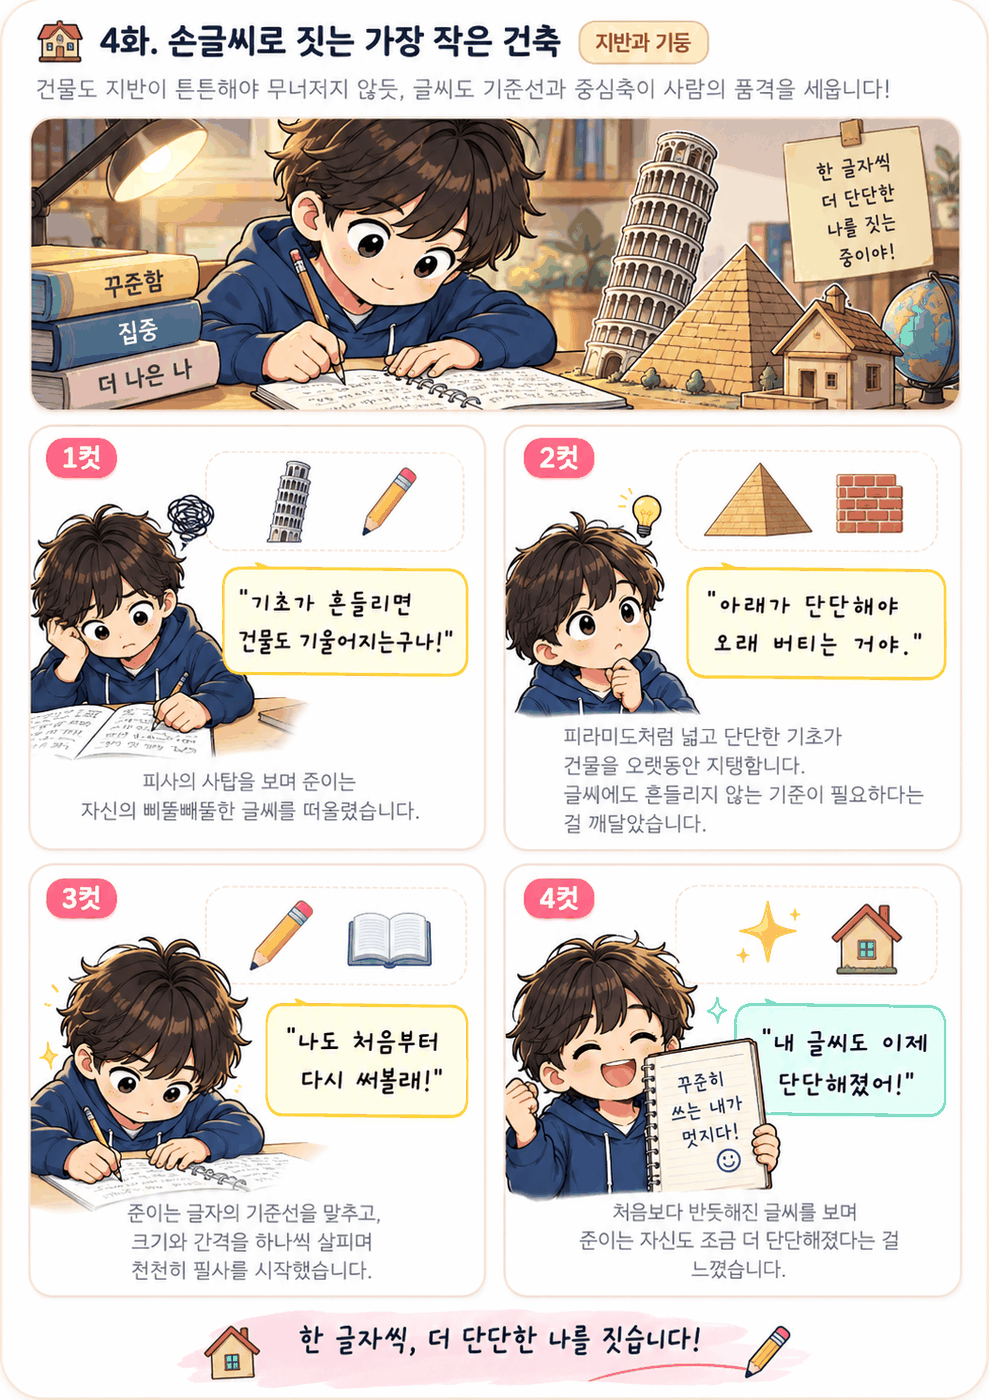 4화. 손글씨로 짓는 가장 작은 건축
지반과 기둥
건물도 지반이 튼튼해야 무너저지 않듯, 글씨도 기준선과 중심축이 사람의 품격을 세웁니다!
한 글자씩
더 단단한
나를 짓는
중이야!
꾸준함
집중
더 나은 나
1컷
"기초가 흔들리면
건물도 기울어지는구나!"
피사의 사탑을 보며 준이는
자신의 삐뚤빼뚤한 글씨를 떠올렸습니다.
2컷
"아래가 단단해야
오래 버티는 거야."
피라미도처럼 넓고 단단한 기초가
건물을 오랫동안 지탱합니다.
글씨에도 흔들리지 않는 기준이 필요하다는
걸 깨달았습니다.
3컷
"나도 처음부터
다시 써볼래!"
준이는 글자의 기준선을 맞추고,
크기와 간격을 하나씩 살피며
천천히 필사를 시작했습니다.
4컷
"내 글씨도 이제
단단해졌어!"
꾸준히
쓰는 내가
멋지다!
처음보다 반듯해진 글씨를 보며
준이는 자신도 조금 더 단단해졌다는 걸
느꼈습니다.
한 글자씩, 더 단단한 나를 짓습니다!